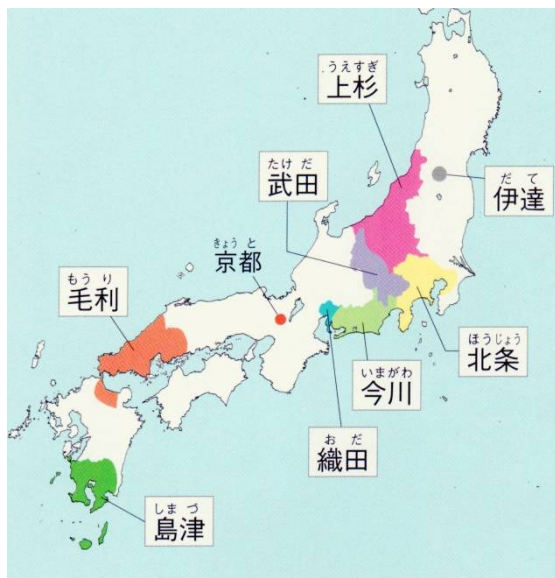 うえすぎ
上杉
たけだ
武田
だて
伊達
きょうと
京都
もうり
毛利
ほうじょう
北条
いまがわ
今川
おだ
織田
しまづ
島津